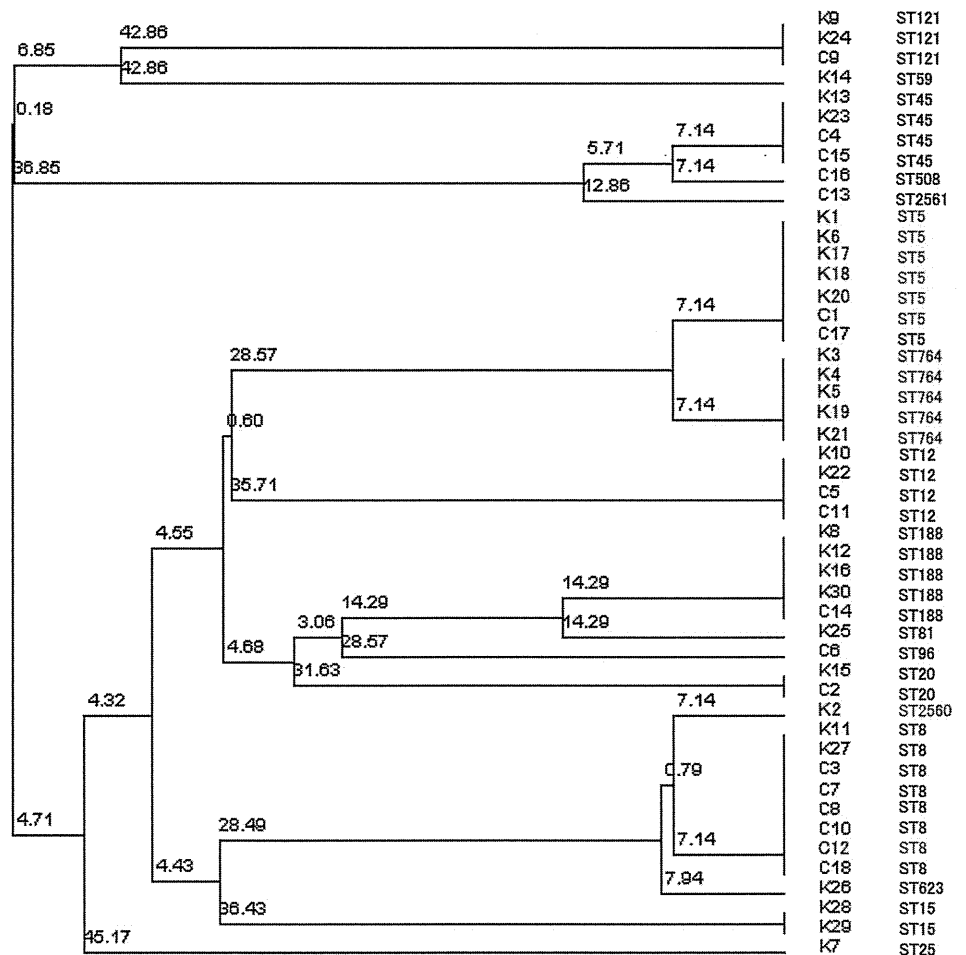 K9 ST121
42.86 K24 ST121
6.85 C9 ST121
42.86 K14 ST59
0.18 K13 ST45
K23 ST45
7.14 C4 ST45
5.71 C15 ST45
36.85 7.14 C16 ST508
12.86 C13 ST2561
K1 ST5
K6 ST5
K17 ST5
K18 ST5
K20 ST5
7.14 C1 ST5
C17 ST5
28.57 K3 ST764
K4 ST764
K5 ST764
7.14 K19 ST764
0.60 K21 ST764
K10 ST12
K22 ST12
35.71 C5 ST12
C11 ST12
4.55 K8 ST188
K12 ST188
14.29 K16 ST188
14.29 K30 ST188
3.06 14.29 C14 ST188
4.68 28.57 K25 ST81
C6 ST96
31.63 K15 ST20
C2 ST20
4.32 7.14 K2 ST2560
K11 ST8
K27 ST8
0.79 C3 ST8
C7 ST8
4.71 28.49 C8 ST8
7.14 C10 ST8
C12 ST8
4.43 7.94 C18 ST8
K26 ST623
36.43 K28 ST15
K29 ST15
45.17 K7 ST25